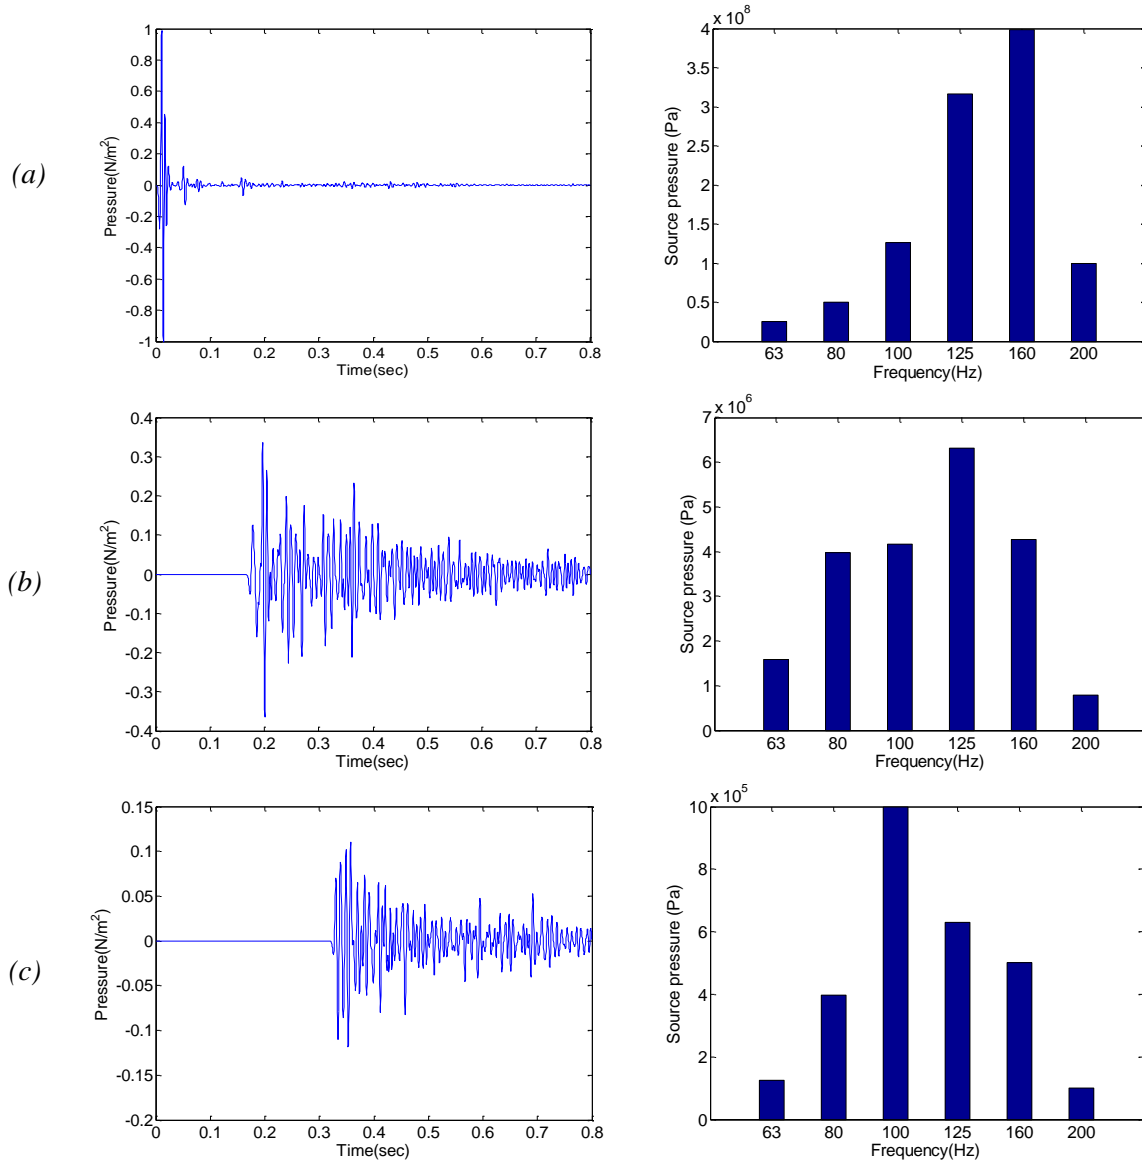 (a)
1
0.8
0.6
0.4
0.2
0
-0.2
-0.4
-0.6
-0.8
-1
Pressure(N/m²)
0 0.1 0.2 0.3 0.4 0.5 0.6 0.7 0.8
Time(sec)
x 10⁸
4
3.5
3
2.5
2
1.5
1
0.5
0
Source pressure (Pa)
63 80 100 125 160 200
Frequency(Hz)
(b)
0.4
0.3
0.2
0.1
0
-0.1
-0.2
-0.3
-0.4
Pressure(N/m²)
0 0.1 0.2 0.3 0.4 0.5 0.6 0.7 0.8
Time(sec)
x 10⁶
7
6
5
4
3
2
1
0
Source pressure (Pa)
63 80 100 125 160 200
Frequency(Hz)
(c)
0.15
0.1
0.05
0
-0.05
-0.1
-0.15
-0.2
Pressure(N/m²)
0 0.1 0.2 0.3 0.4 0.5 0.6 0.7 0.8
Time(sec)
x 10⁵
10
8
6
4
2
0
Source pressure (Pa)
63 80 100 125 160 200
Frequency(Hz)